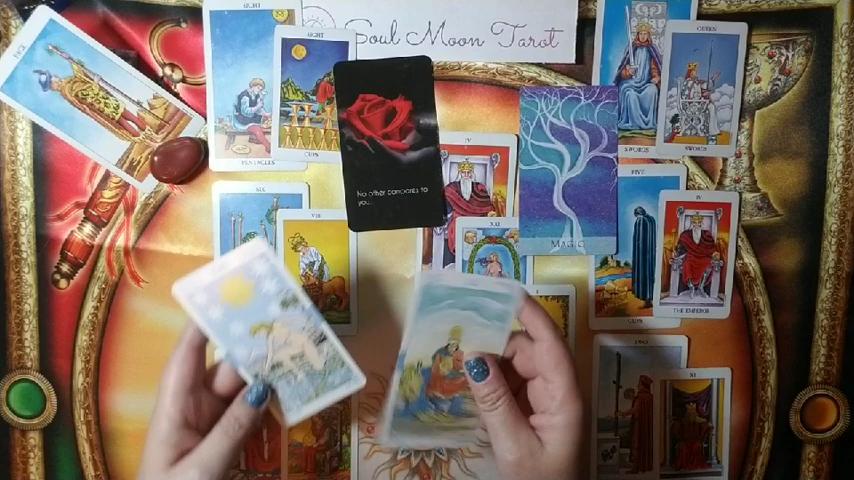 EIGHT
EIGHT
Soul Moon Tarot
QUEEN
PENTACLES
CUPS
SWORDS
SWORDS
No other compares to
you...
IV
MAGIC
SIX
VIII
XXI
FIVE
CUPS
IV
THE EMPEROR
TWO
XI